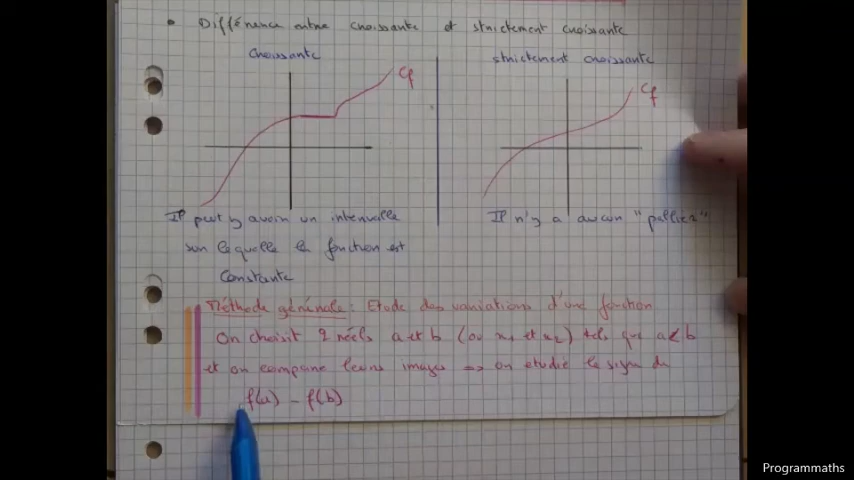 • Différence entre croissante et strictement croissante
Croissante
strictement croissante
Cf
Cf
Il peut y avoir un intervalle
sur lequelle la fonction est
Constante
Il n'y a aucun "pallier"
Méthode générale : Etude des variations d'une fonction
On choisit 2 réels a et b (ou x1 et x2) tels que a<b
et on compare leurs images => on etudie le signe de
f(a) - f(b)
Programmaths